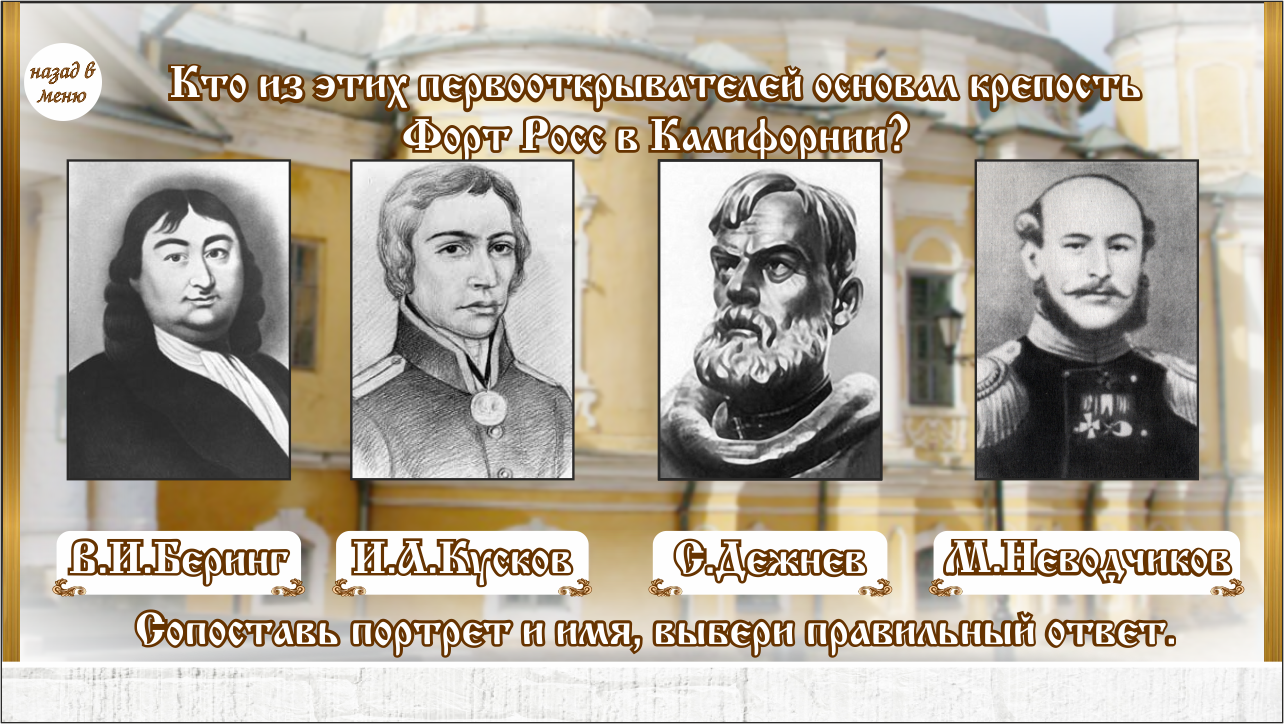 назад в
меню
Кто из этих первооткрывателей основал крепость
Форт Росс в Калифорнии?
В.И.Беринг
И.А.Кусков
С.Дежнев
М.Неводчиков
Сопоставь портрет и имя, выбери правильный ответ.